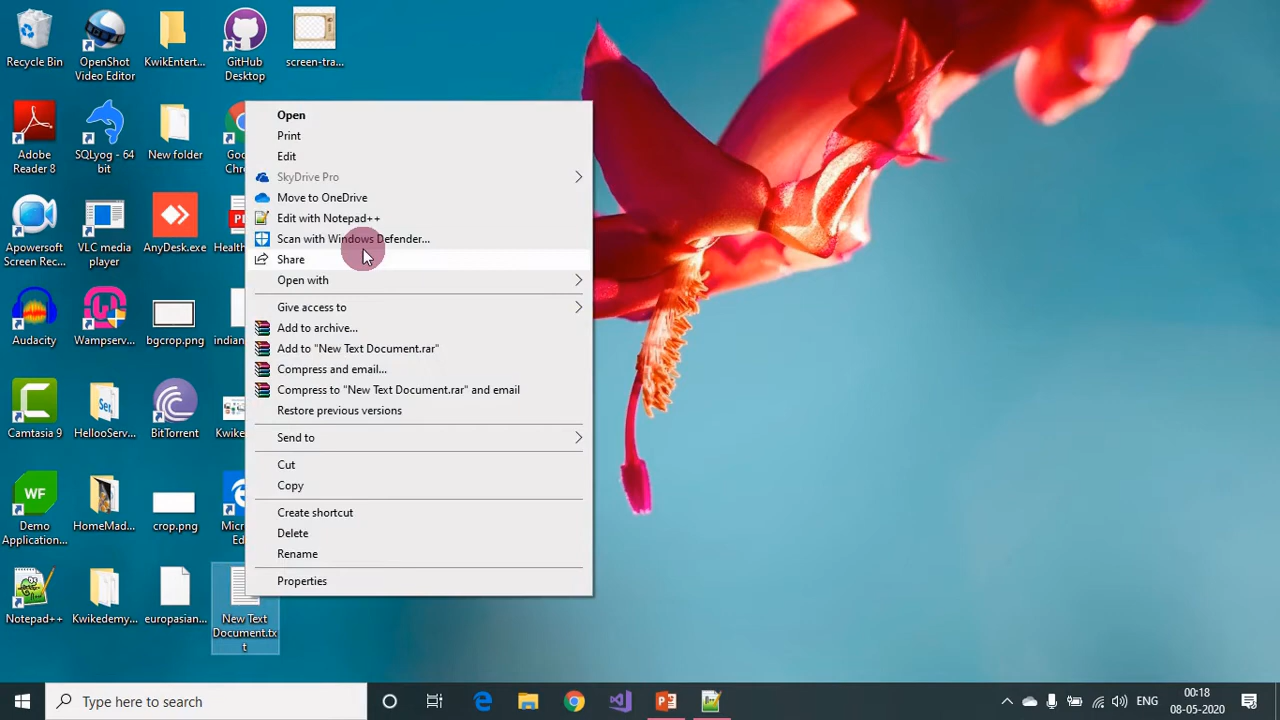 Recycle Bin
OpenShot
Video Editor
KwikEntert...
GitHub
Desktop
screen-tra...
Adobe
Reader 8
SQLyog - 64
bit
New folder
Goo
Apowersoft
Screen Rec...
VLC media
player
AnyDesk.exe
Health
Audacity
Wampserv...
bgcrop.png
indian
Camtasia 9
HellooServ...
BitTorrent
Kwike
WF
Demo
Application...
HomeMad...
crop.png
Micr
Ed
Notepad++
Kwikedemy...
europasian...
New Text
Document.tx
t
Open
Print
Edit
SkyDrive Pro
Move to OneDrive
Edit with Notepad++
Scan with Windows Defender...
Share
Open with
Give access to
Add to archive...
Add to "New Text Document.rar"
Compress and email...
Compress to "New Text Document.rar" and email
Restore previous versions
Send to
Cut
Copy
Create shortcut
Delete
Rename
Properties
Type here to search
ENG
00:18
08-05-2020